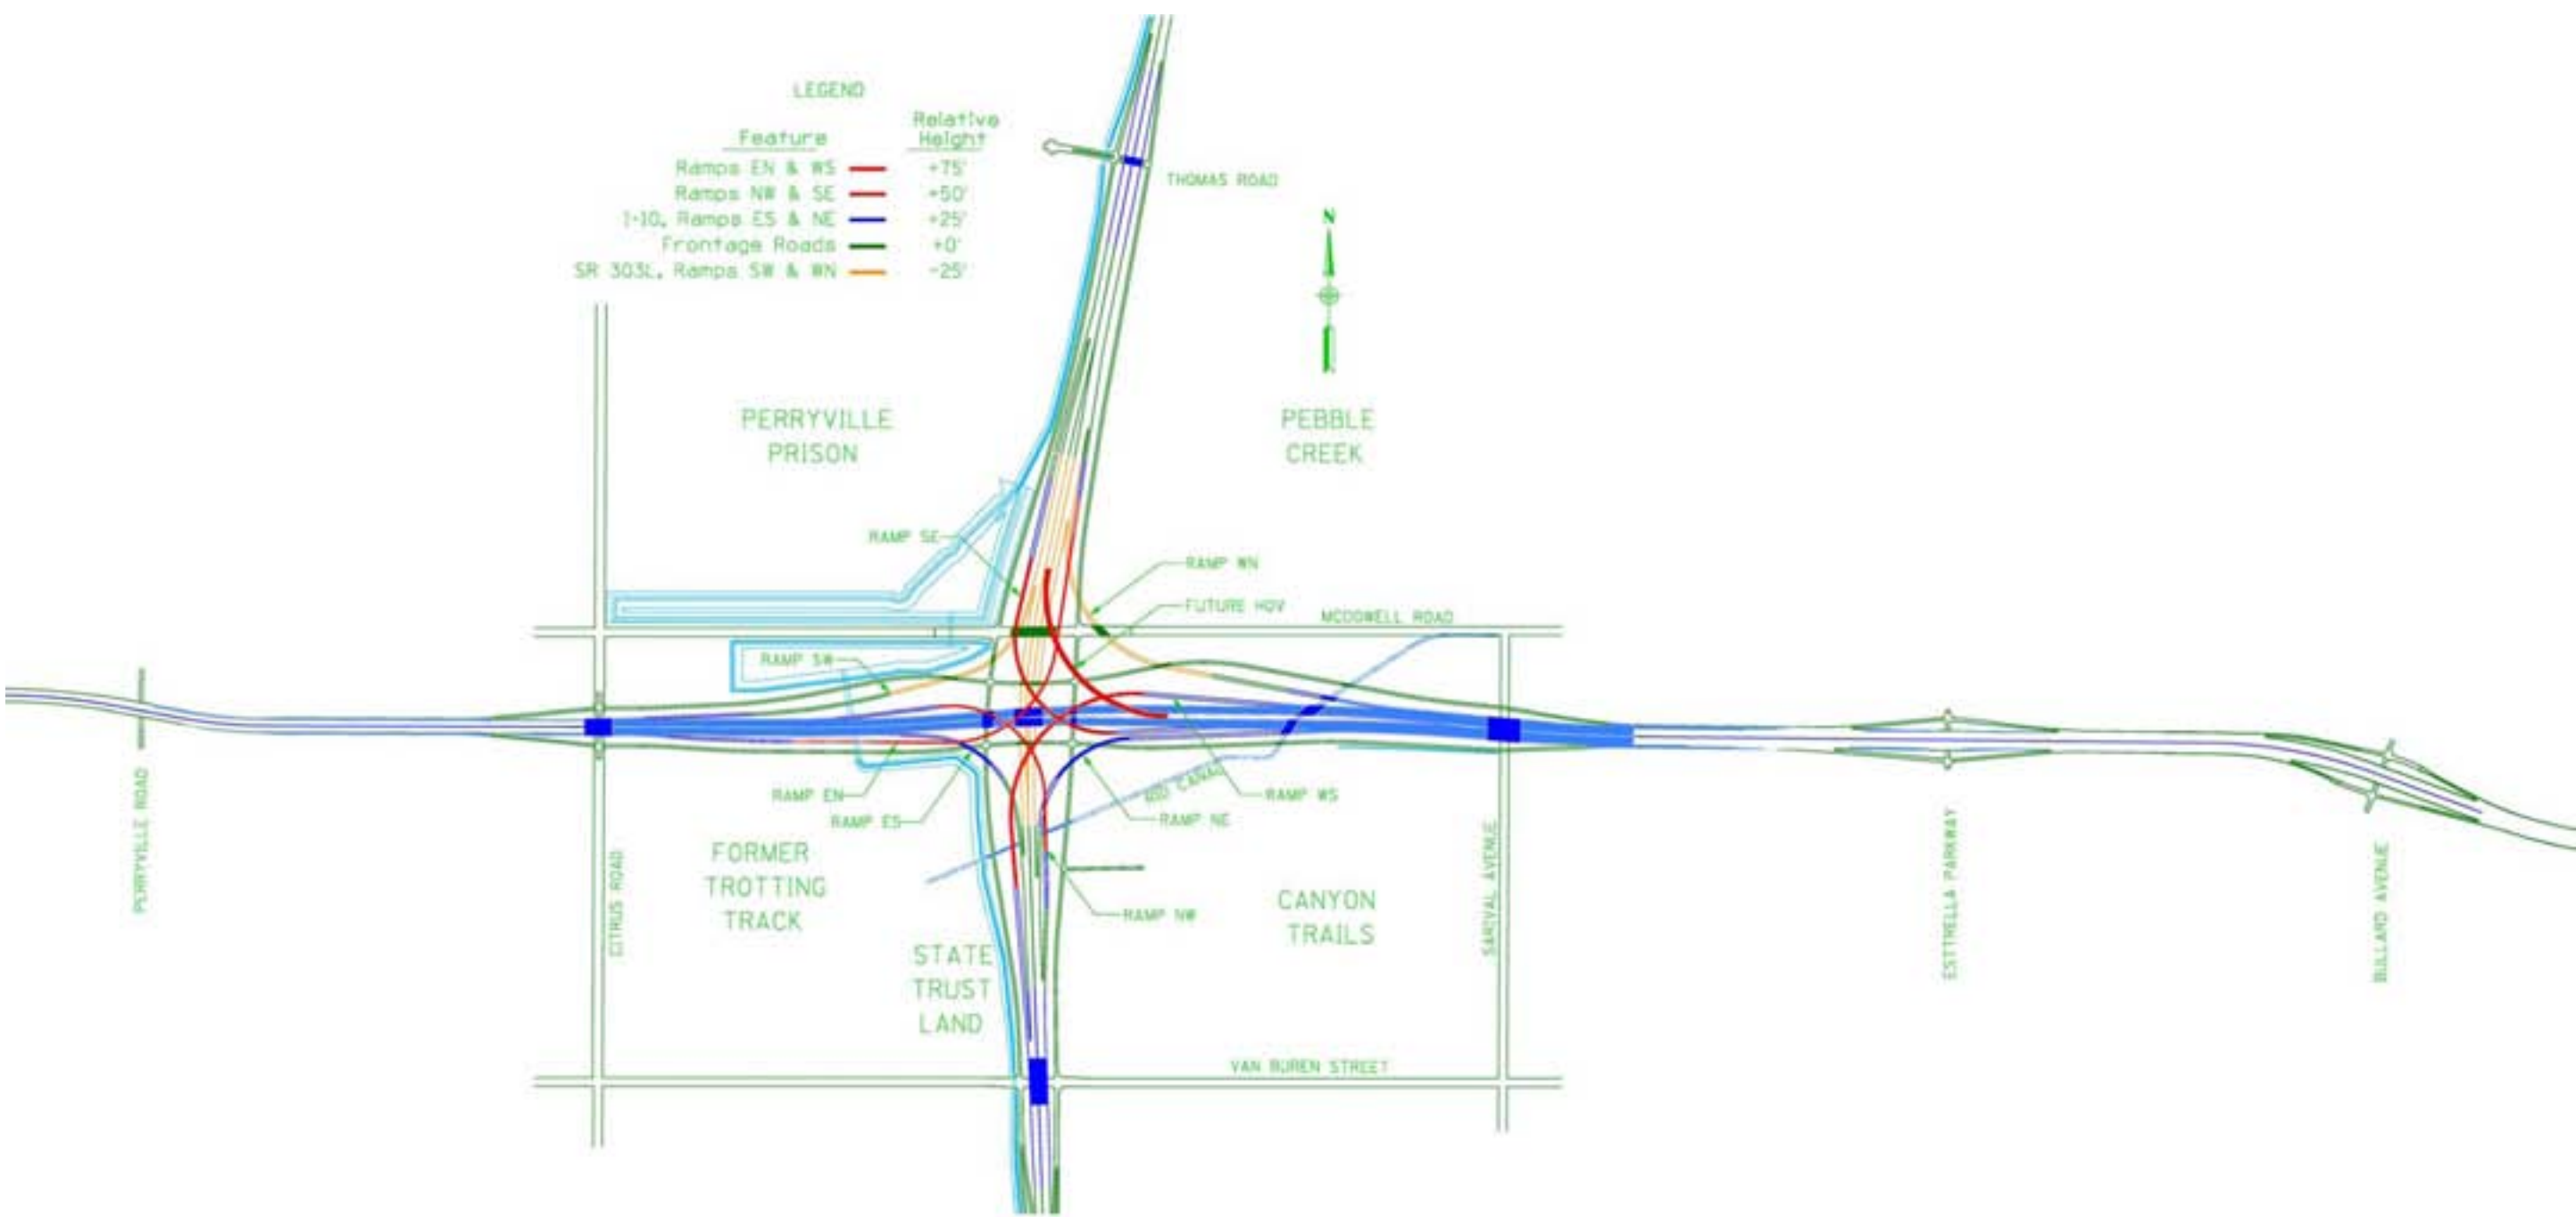 LEGEND
Feature Relative Height
Ramps EN & WS +75'
Ramps NW & SE +50'
I-10, Ramps ES & NE +25'
Frontage Roads +0'
SR 303L, Ramps SW & WN -25'
THOMAS ROAD
N
PERRYVILLE
PRISON
PEBBLE
CREEK
RAMP SE
RAMP WN
FUTURE HOV
MCDOWELL ROAD
RAMP SW
RAMP EN
RAMP ES
RID CANAL
RAMP WS
RAMP NE
RAMP NW
PERRYVILLE ROAD
CITRUS ROAD
FORMER
TROTTING
TRACK
STATE
TRUST
LAND
CANYON
TRAILS
SARIVAL AVENUE
ESTTRELLA PARKWAY
BULLARD AVENUE
VAN BUREN STREET